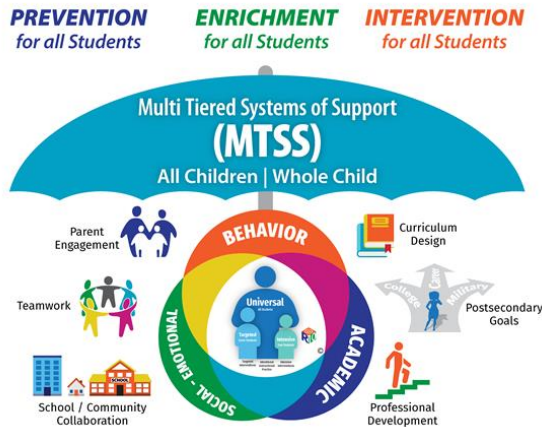 PREVENTION
for all Students
ENRICHMENT
for all Students
INTERVENTION
for all Students
Multi Tiered Systems of Support
(MTSS)
All Children | Whole Child
Parent
Engagement
BEHAVIOR
Curriculum
Design
Teamwork
Universal
Targeted
Intensive
SOCIAL - EMOTIONAL
ACADEMIC
College
Career
Military
Postsecondary
Goals
SCHOOL
School / Community
Collaboration
Professional
Development